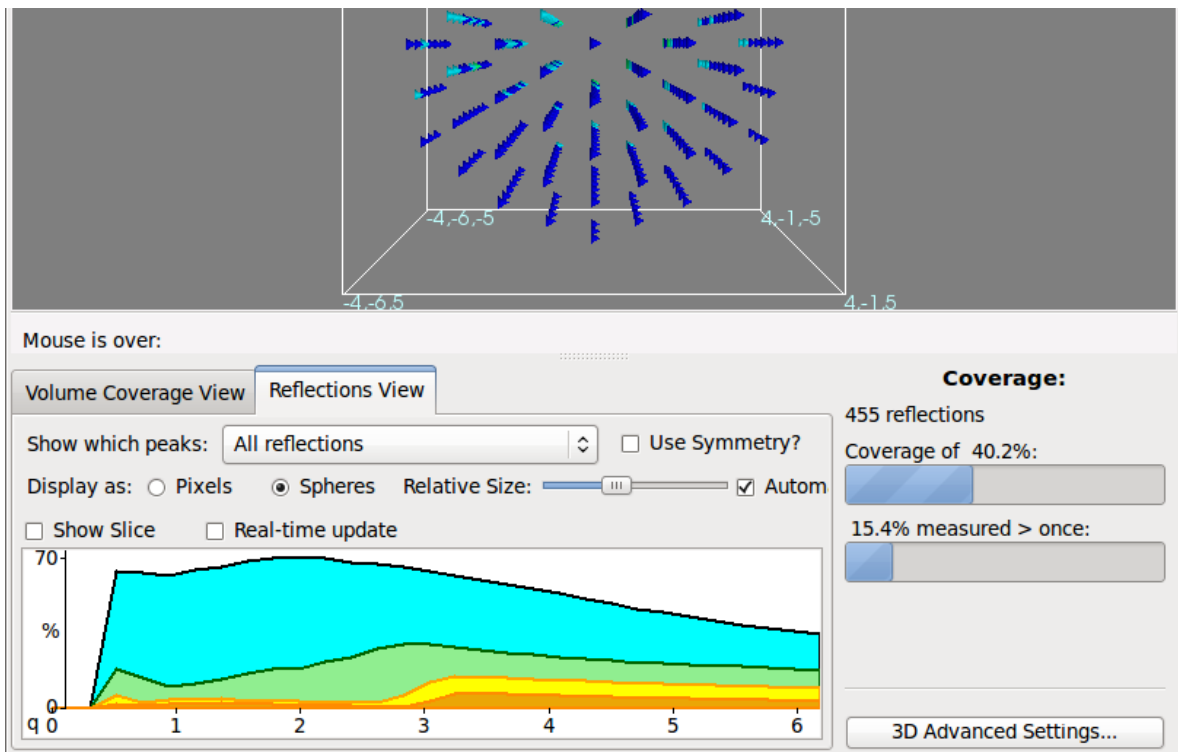 -4,-6,-5
4,-1,-5
-4,-6,5
4,-1,5
Mouse is over:
Volume Coverage View
Reflections View
Show which peaks:
All reflections
Use Symmetry?
Display as:
Pixels
Spheres
Relative Size:
Autom
Show Slice
Real-time update
70
%
0
q 0 1 2 3 4 5 6
Coverage:
455 reflections
Coverage of 40.2%:
15.4% measured > once:
3D Advanced Settings...